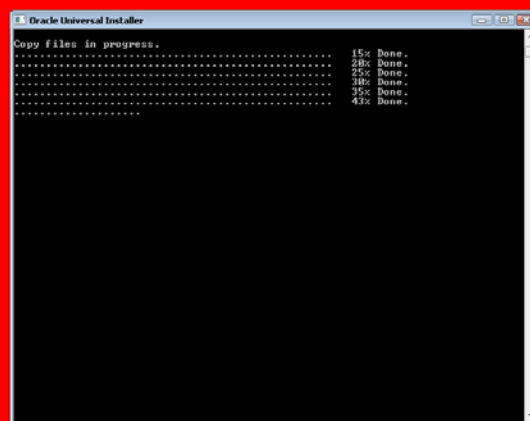 Oracle Universal Installer
Copy files in progress.
.................................................. 15% Done.
.................................................. 20% Done.
.................................................. 25% Done.
.................................................. 30% Done.
.................................................. 35% Done.
.................................................. 43% Done.
....................